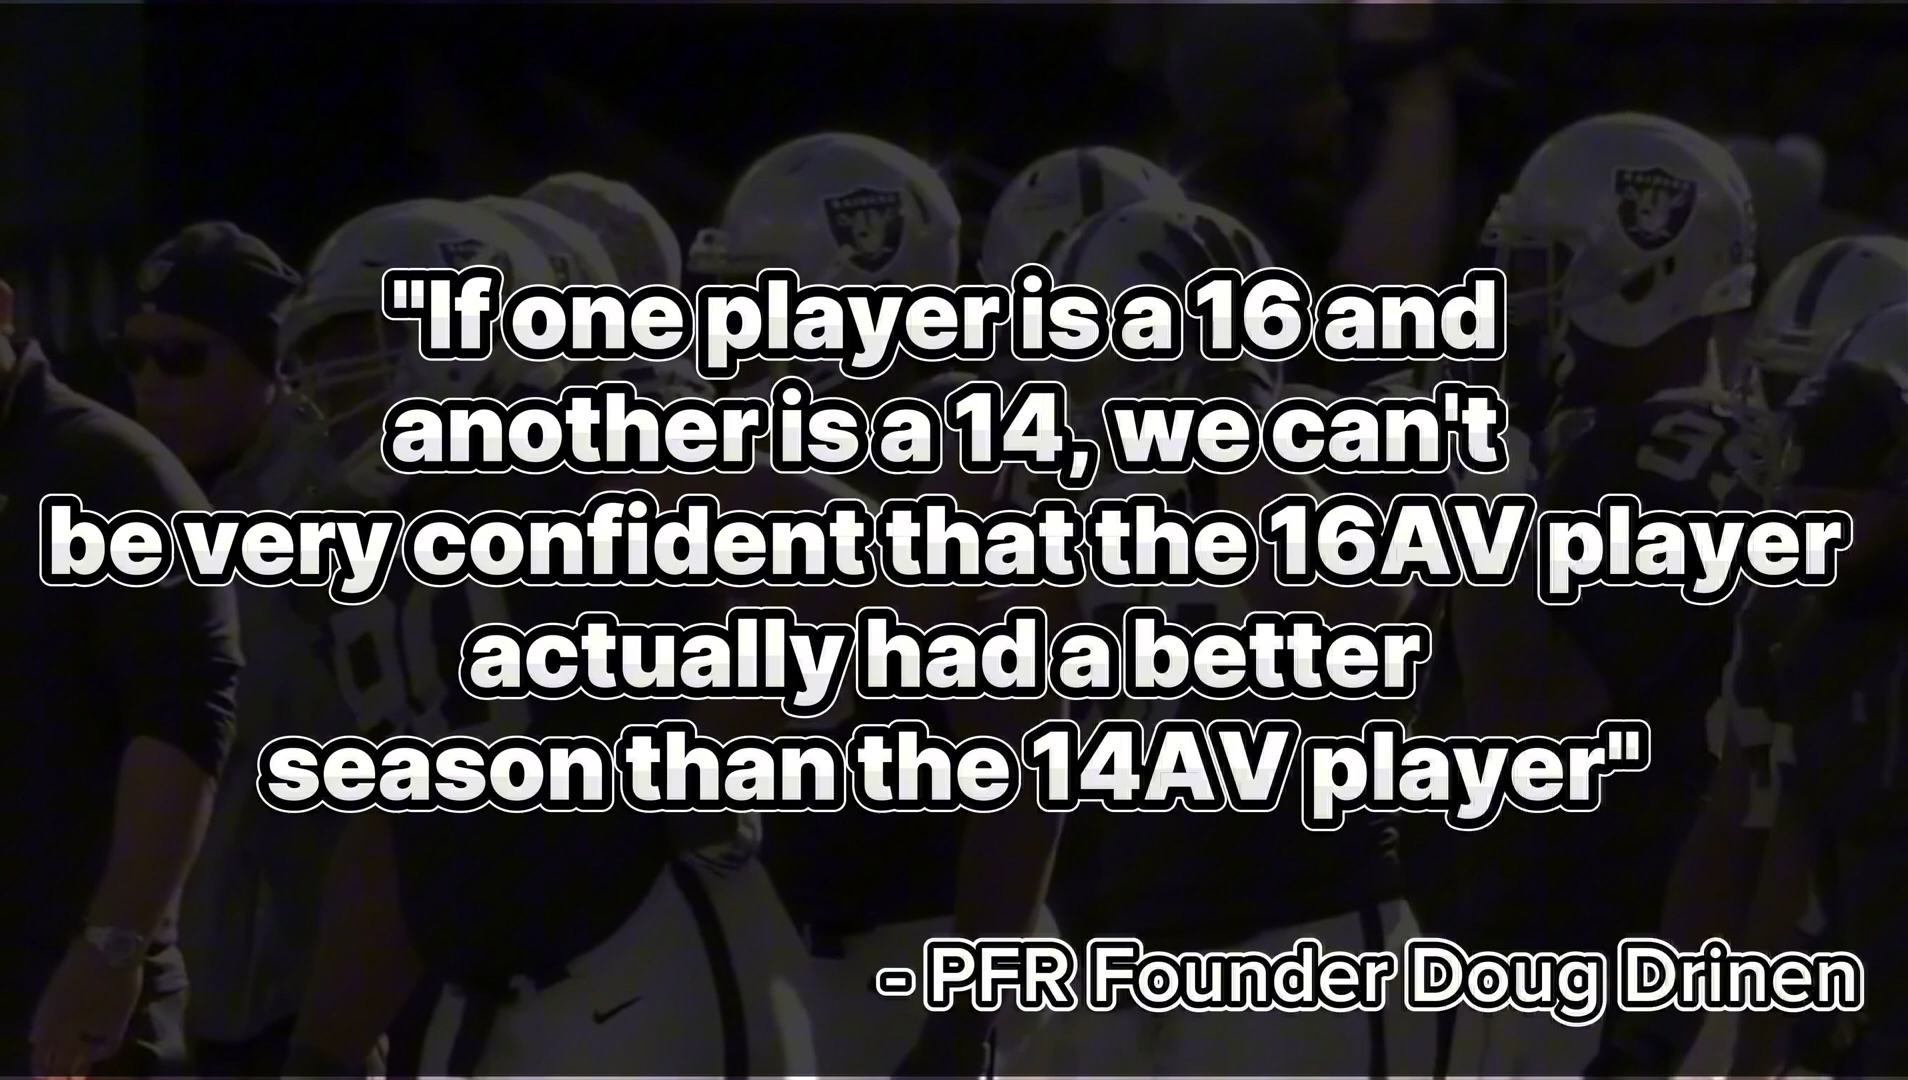 "If one player is a 16 and
another is a 14, we can't
be very confident that the 16AV player
actually had a better
season than the 14AV player"
- PFR Founder Doug Drinen